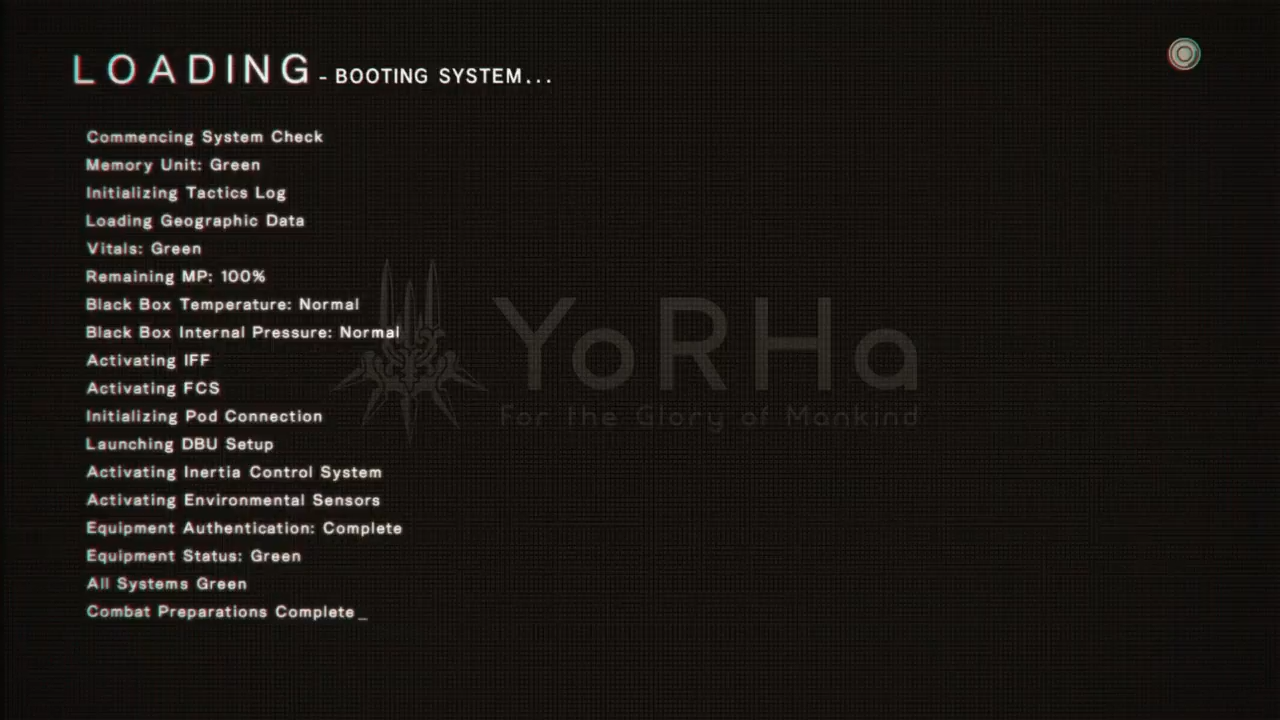 LOADING - BOOTING SYSTEM...
Commencing System Check
Memory Unit: Green
Initializing Tactics Log
Loading Geographic Data
Vitals: Green
Remaining MP: 100%
Black Box Temperature: Normal
Black Box Internal Pressure: Normal
Activating IFF
Activating FCS
Initializing Pod Connection
Launching DBU Setup
Activating Inertia Control System
Activating Environmental Sensors
Equipment Authentication: Complete
Equipment Status: Green
All Systems Green
Combat Preparations Complete_
YoRHa
For the Glory of Mankind